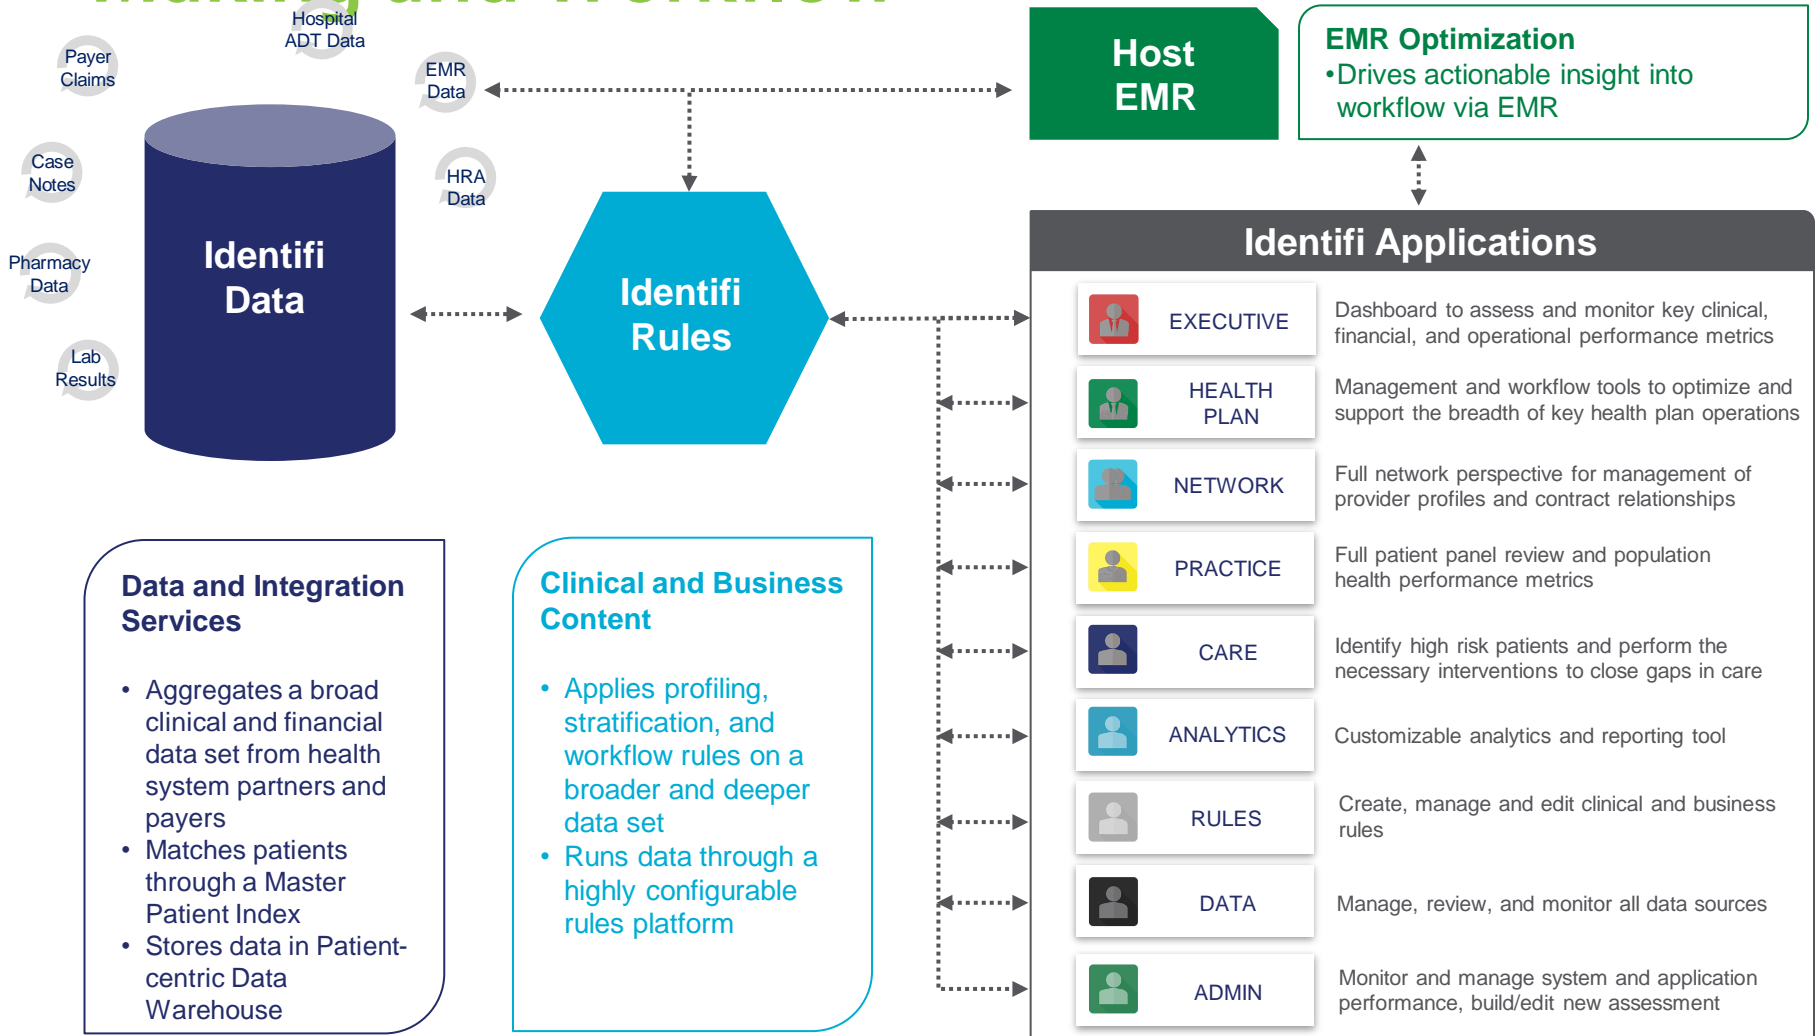 Making and Workflow
Hospital
ADT Data
Payer
Claims
EMR
Data
Case
Notes
HRA
Data
Pharmacy
Data
Lab
Results
Identifi
Data
Identifi
Rules
Host
EMR
EMR Optimization
•Drives actionable insight into
workflow via EMR
Data and Integration
Services
• Aggregates a broad
clinical and financial
data set from health
system partners and
payers
• Matches patients
through a Master
Patient Index
• Stores data in Patient-
centric Data
Warehouse
Clinical and Business
Content
• Applies profiling,
stratification, and
workflow rules on a
broader and deeper
data set
• Runs data through a
highly configurable
rules platform
Identifi Applications
EXECUTIVE
Dashboard to assess and monitor key clinical,
financial, and operational performance metrics
HEALTH
PLAN
Management and workflow tools to optimize and
support the breadth of key health plan operations
NETWORK
Full network perspective for management of
provider profiles and contract relationships
PRACTICE
Full patient panel review and population
health performance metrics
CARE
Identify high risk patients and perform the
necessary interventions to close gaps in care
ANALYTICS
Customizable analytics and reporting tool
RULES
Create, manage and edit clinical and business
rules
DATA
Manage, review, and monitor all data sources
ADMIN
Monitor and manage system and application
performance, build/edit new assessment